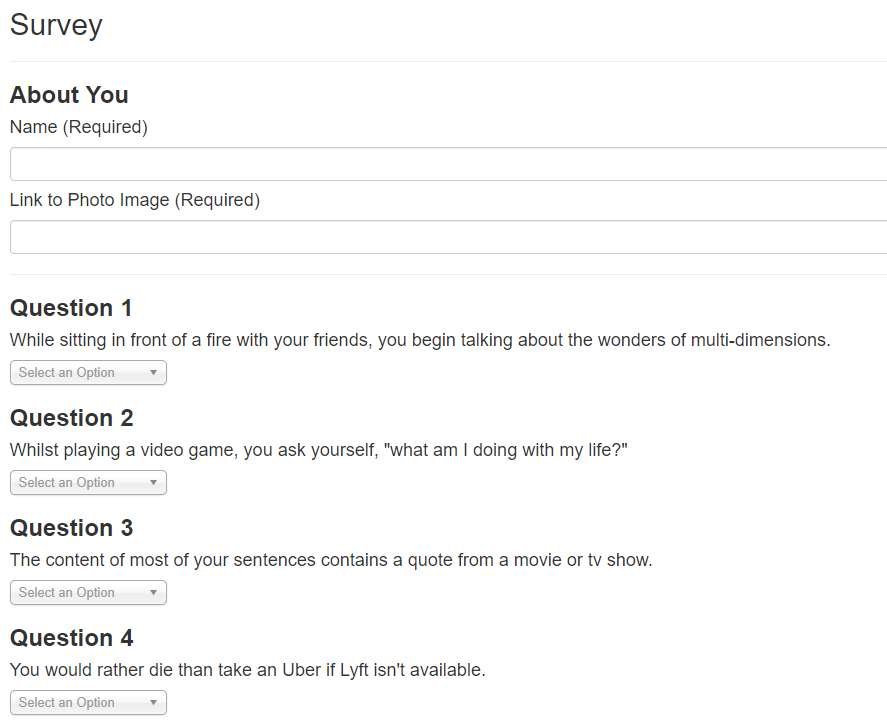 Survey
About You
Name (Required)
Link to Photo Image (Required)
Question 1
While sitting in front of a fire with your friends, you begin talking about the wonders of multi-dimensions.
Select an Option
Question 2
Whilst playing a video game, you ask yourself, "what am I doing with my life?"
Select an Option
Question 3
The content of most of your sentences contains a quote from a movie or tv show.
Select an Option
Question 4
You would rather die than take an Uber if Lyft isn't available.
Select an Option